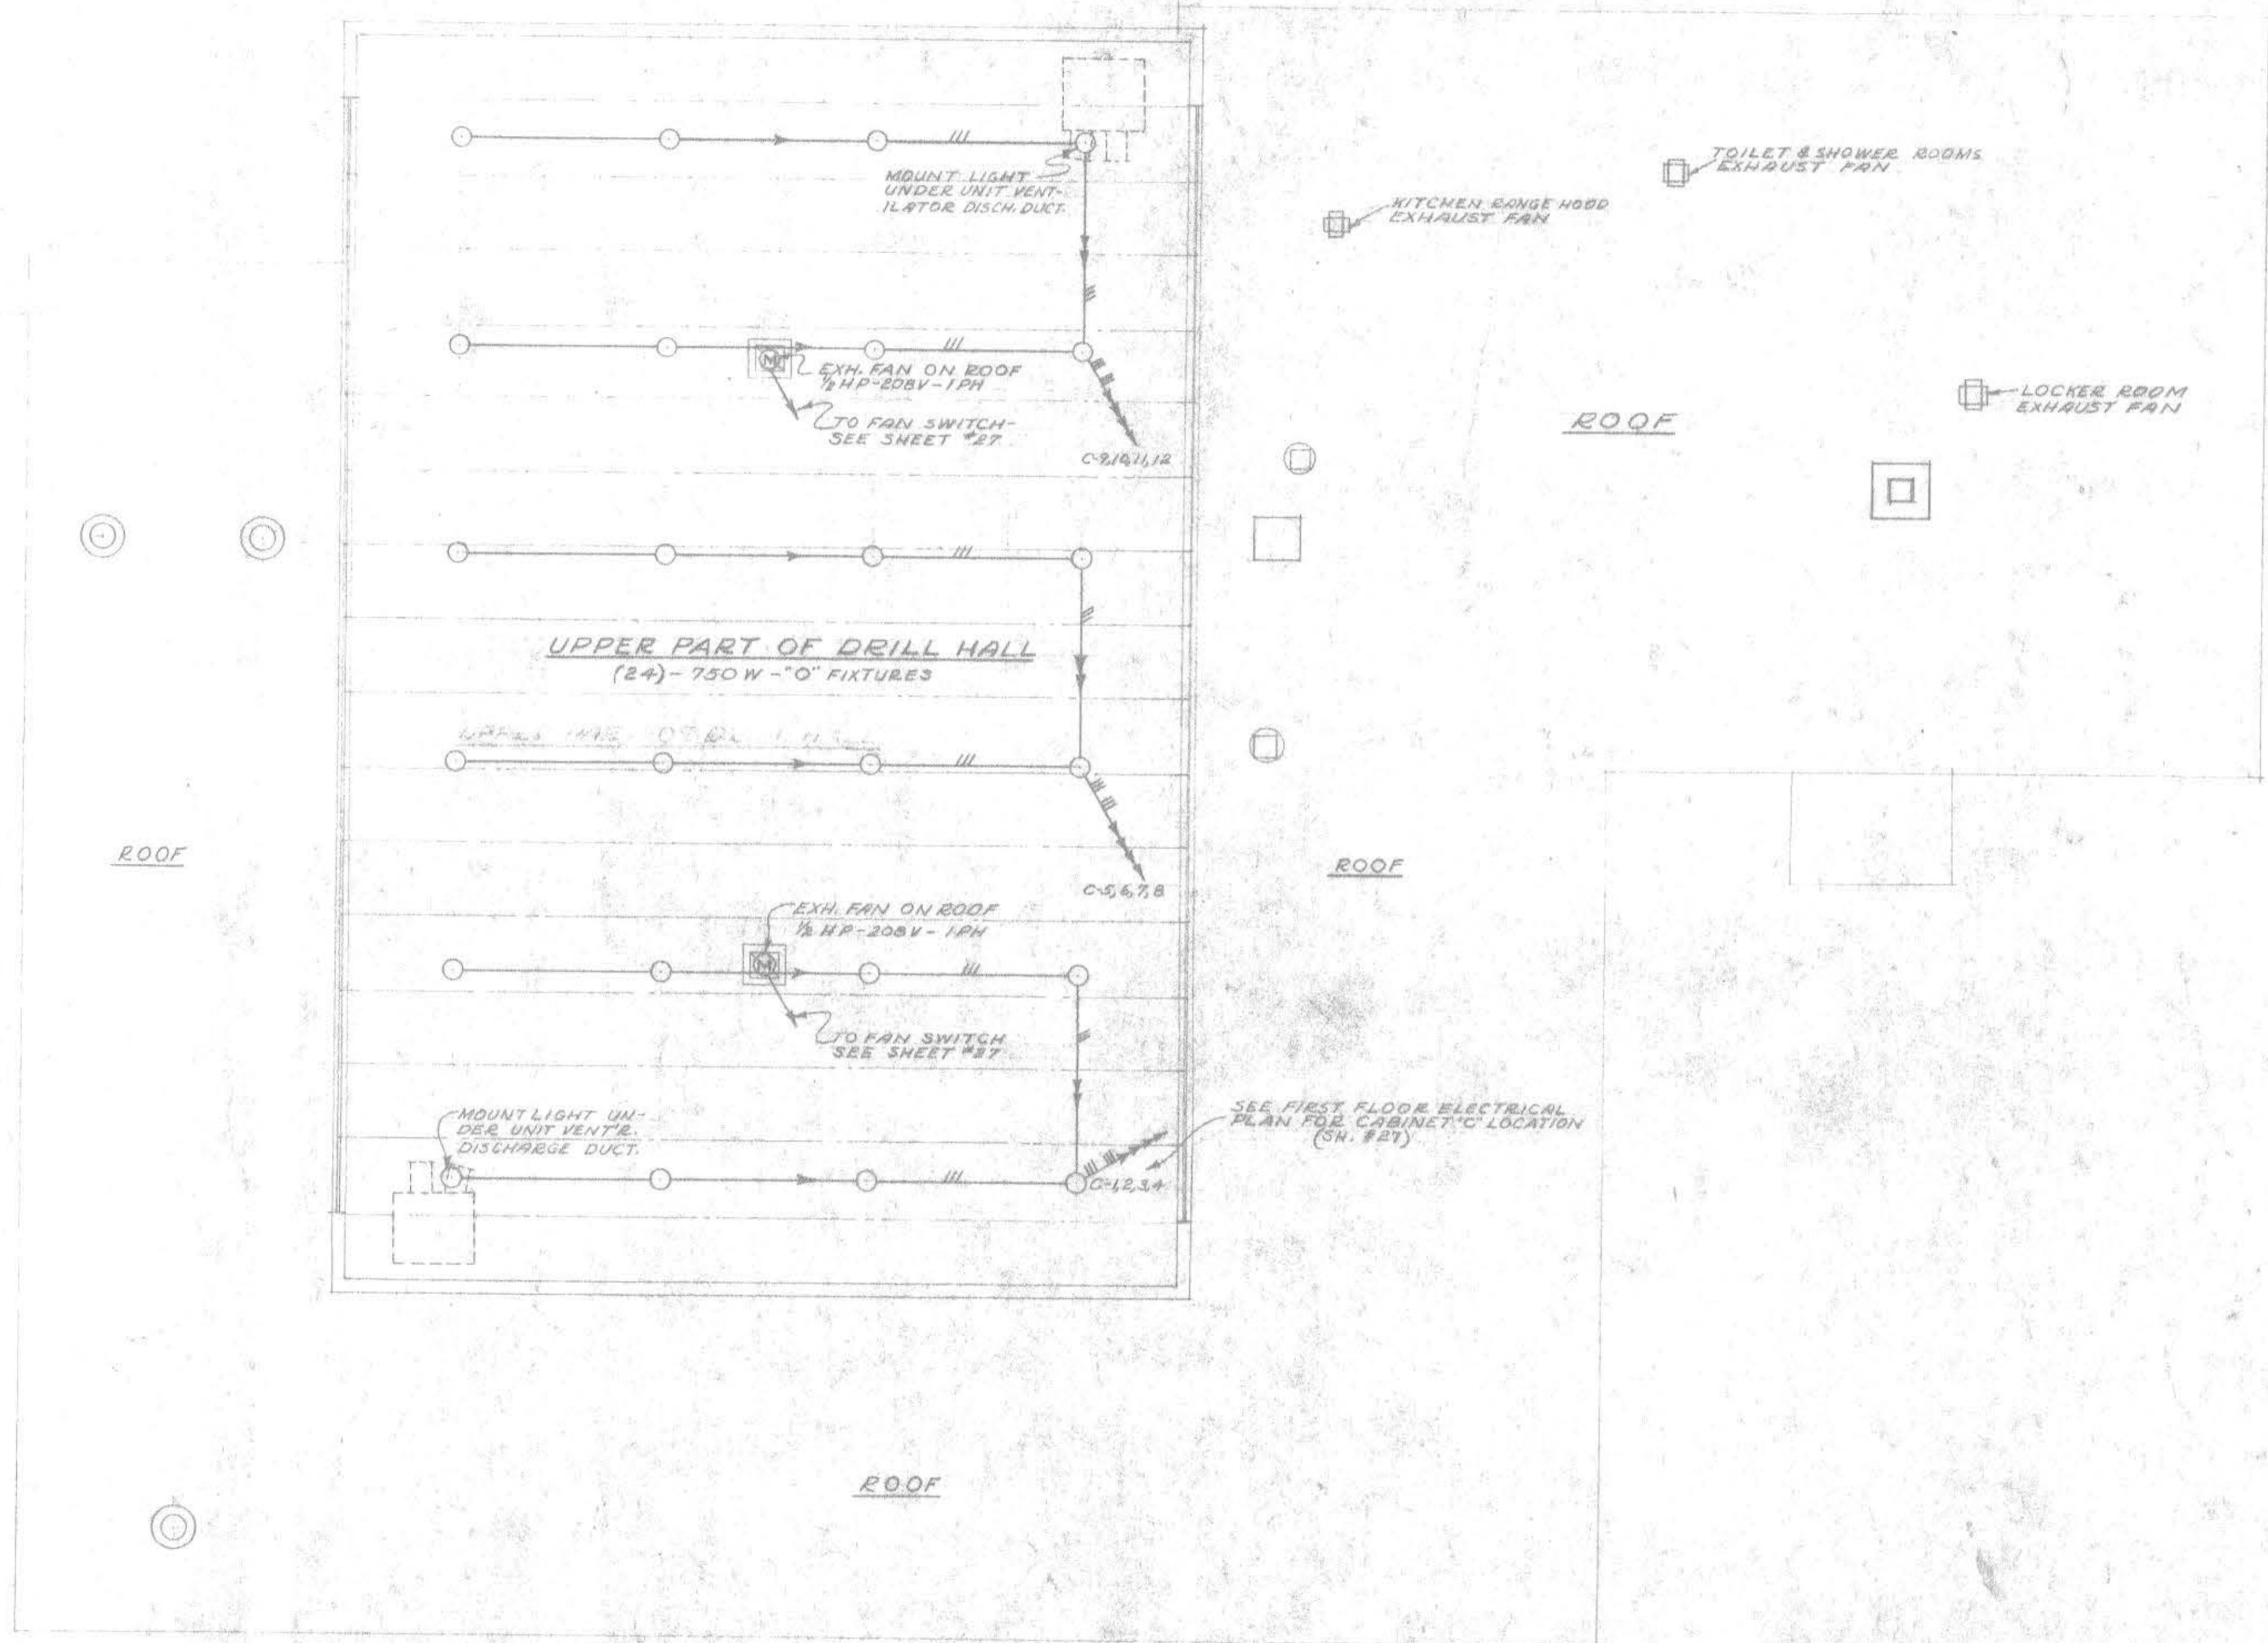 MOUNT LIGHT
UNDER UNIT VENT-
ILATOR DISCH. DUCT.
TOILET & SHOWER ROOMS
EXHAUST FAN
KITCHEN RANGE HOOD
EXHAUST FAN
M
EXH. FAN ON ROOF
1/2 HP-208V-1PH
TO FAN SWITCH-
SEE SHEET #27
C-9,10,11,12
LOCKER ROOM
EXHAUST FAN
ROOF
UPPER PART OF DRILL HALL
(24)-750W-"O" FIXTURES
ROOF
C-5,6,7,8
ROOF
EXH. FAN ON ROOF
1/2 HP-208V-1PH
M
TO FAN SWITCH
SEE SHEET #27
MOUNT LIGHT UN-
DER UNIT VENT'R.
DISCHARGE DUCT.
SEE FIRST FLOOR ELECTRICAL
PLAN FOR CABINET "C" LOCATION
(SH. #27)
C-1,2,3,4
ROOF